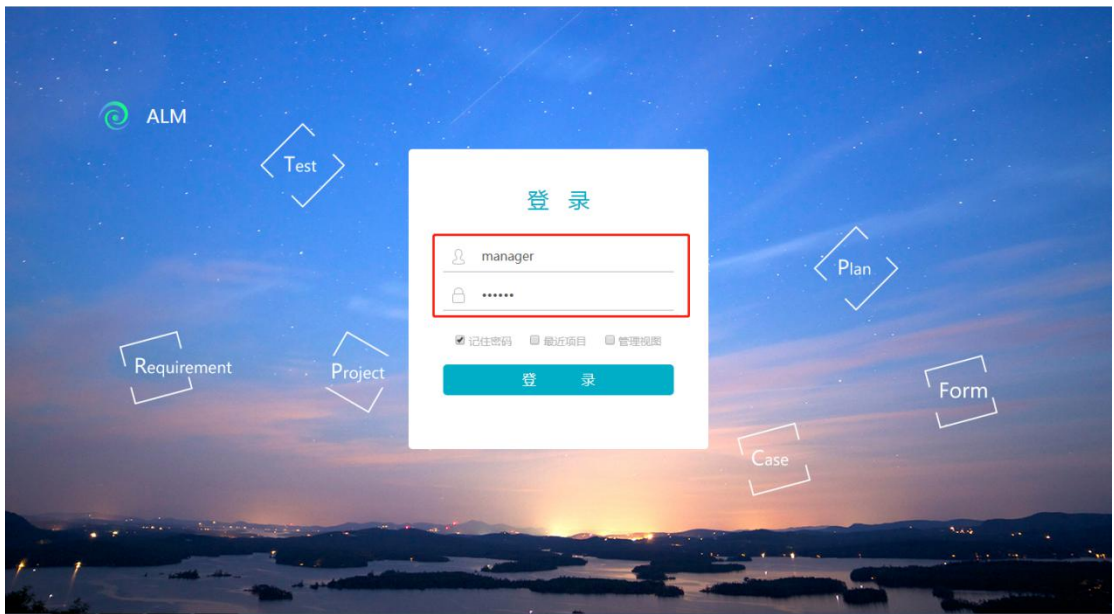 ALM
Test
登 录
manager
••••••
Plan
记住密码 最近项目 管理视图
Requirement
Project
登 录
Form
Case